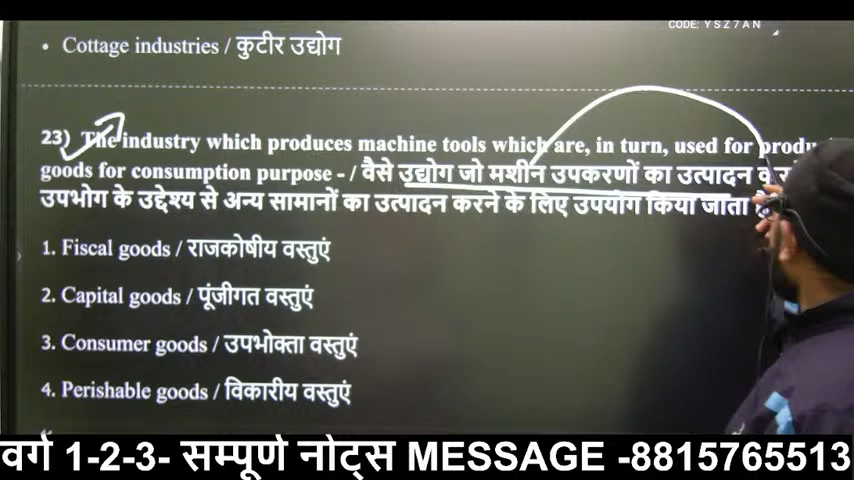 CODE: YSZ7AN
• Cottage industries / कुटीर उद्योग
23) The industry which produces machine tools which are, in turn, used for
goods for consumption purpose - / वैसे उद्योग जो मशीन उपकरणों का उत्पादन
उपभोग के उद्देश्य से अन्य सामानों का उत्पादन करने के लिए उपयोग किया जाता
1. Fiscal goods / राजकोषीय वस्तुएं
2. Capital goods / पूंजीगत वस्तुएं
3. Consumer goods / उपभोक्ता वस्तुएं
4. Perishable goods / विकारीय वस्तुएं
वर्ग 1-2-3- सम्पूर्ण नोट्स MESSAGE -8815765513